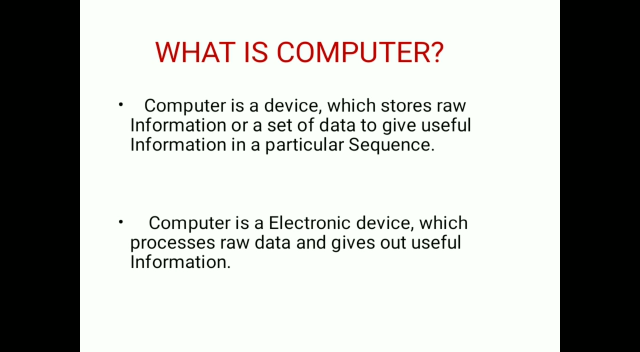 WHAT IS COMPUTER?
• Computer is a device, which stores raw
Information or a set of data to give useful
Information in a particular Sequence.
• Computer is a Electronic device, which
processes raw data and gives out useful
Information.